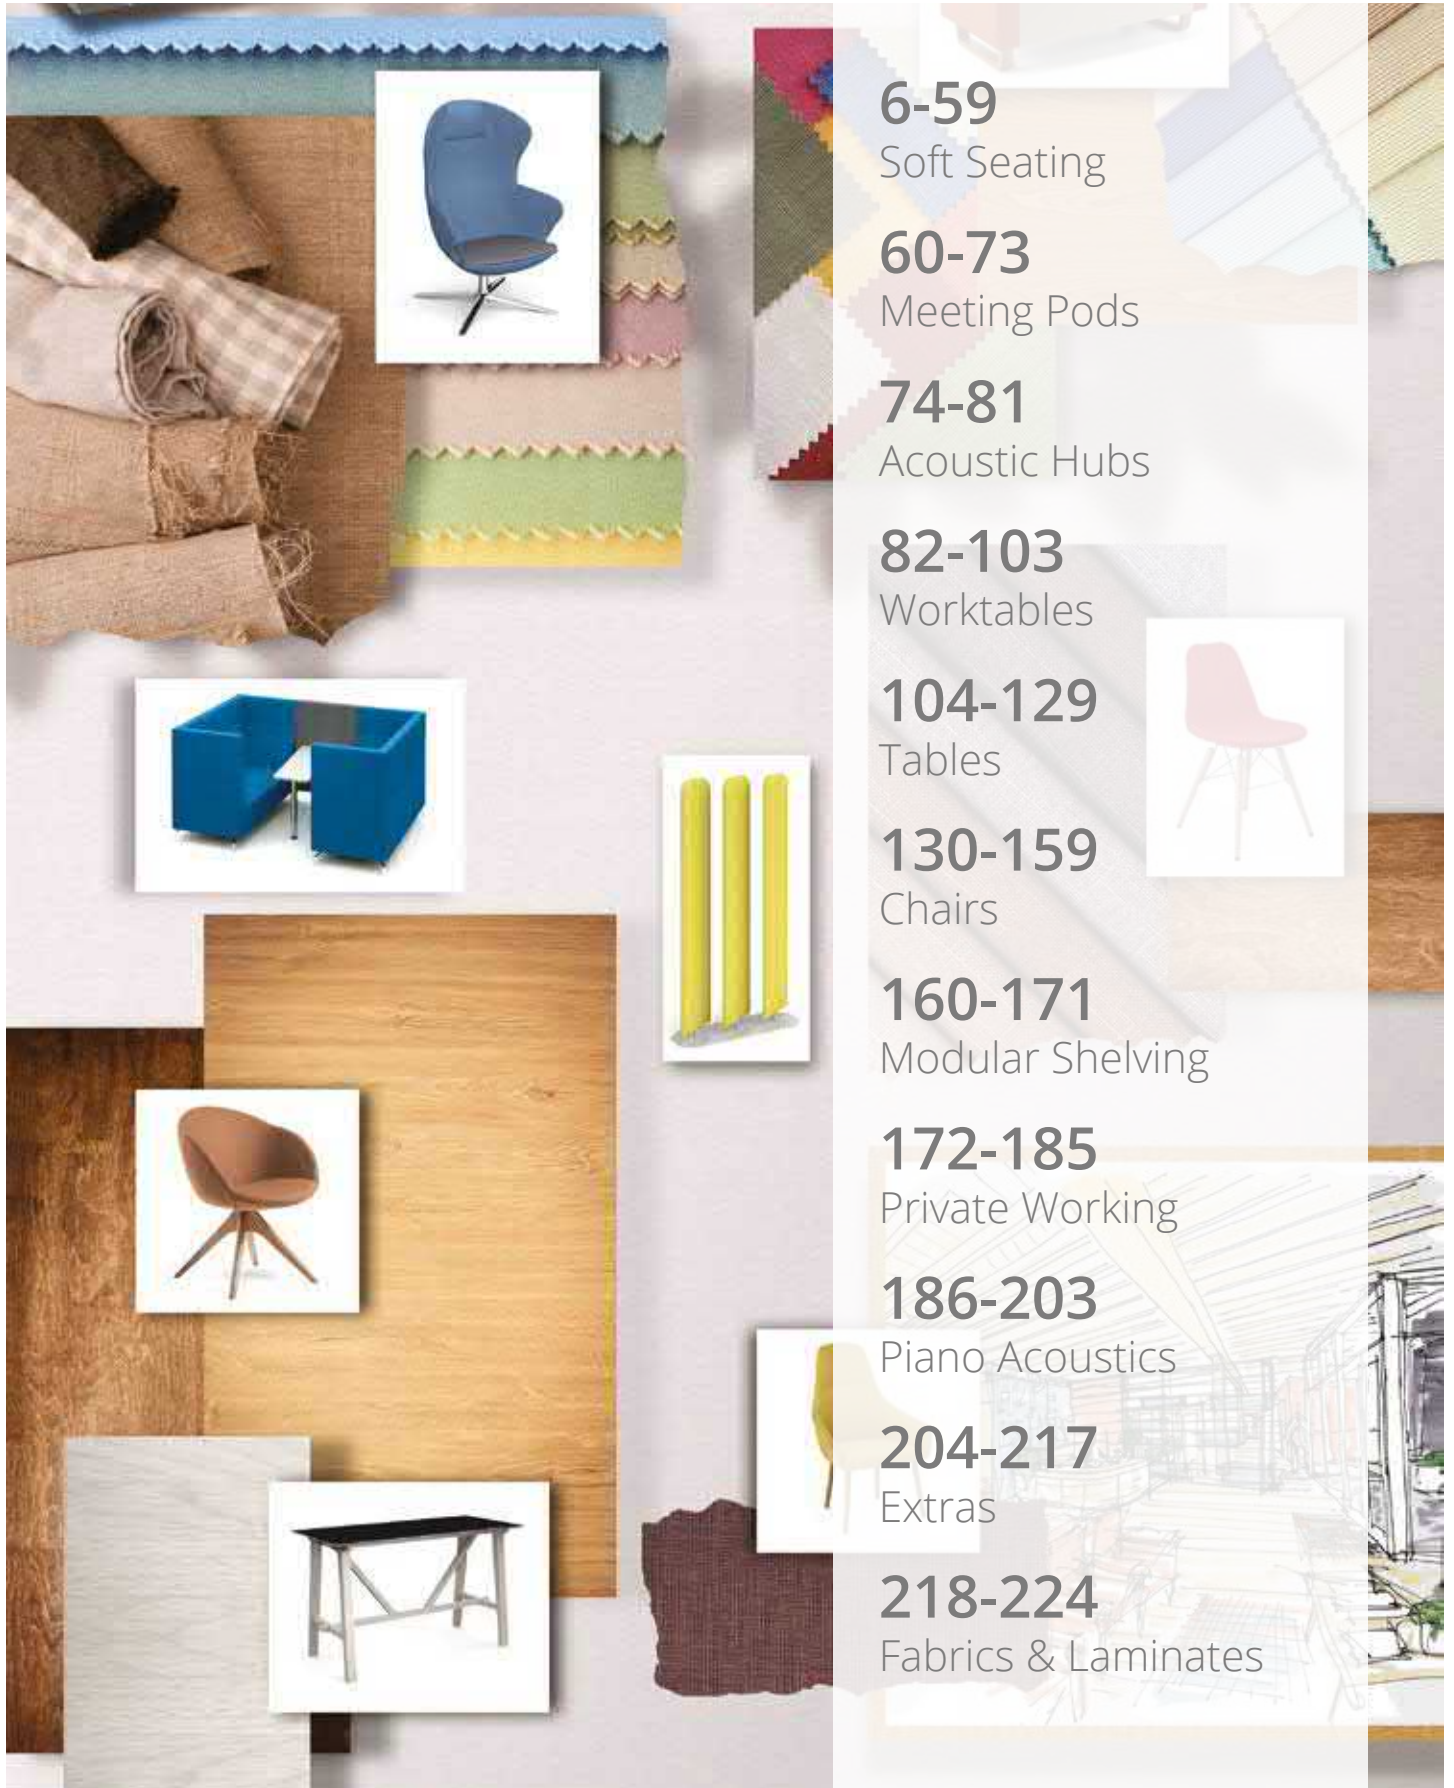 6-59
Soft Seating
60-73
Meeting Pods
74-81
Acoustic Hubs
82-103
Worktables
104-129
Tables
130-159
Chairs
160-171
Modular Shelving
172-185
Private Working
186-203
Piano Acoustics
204-217
Extras
218-224
Fabrics & Laminates